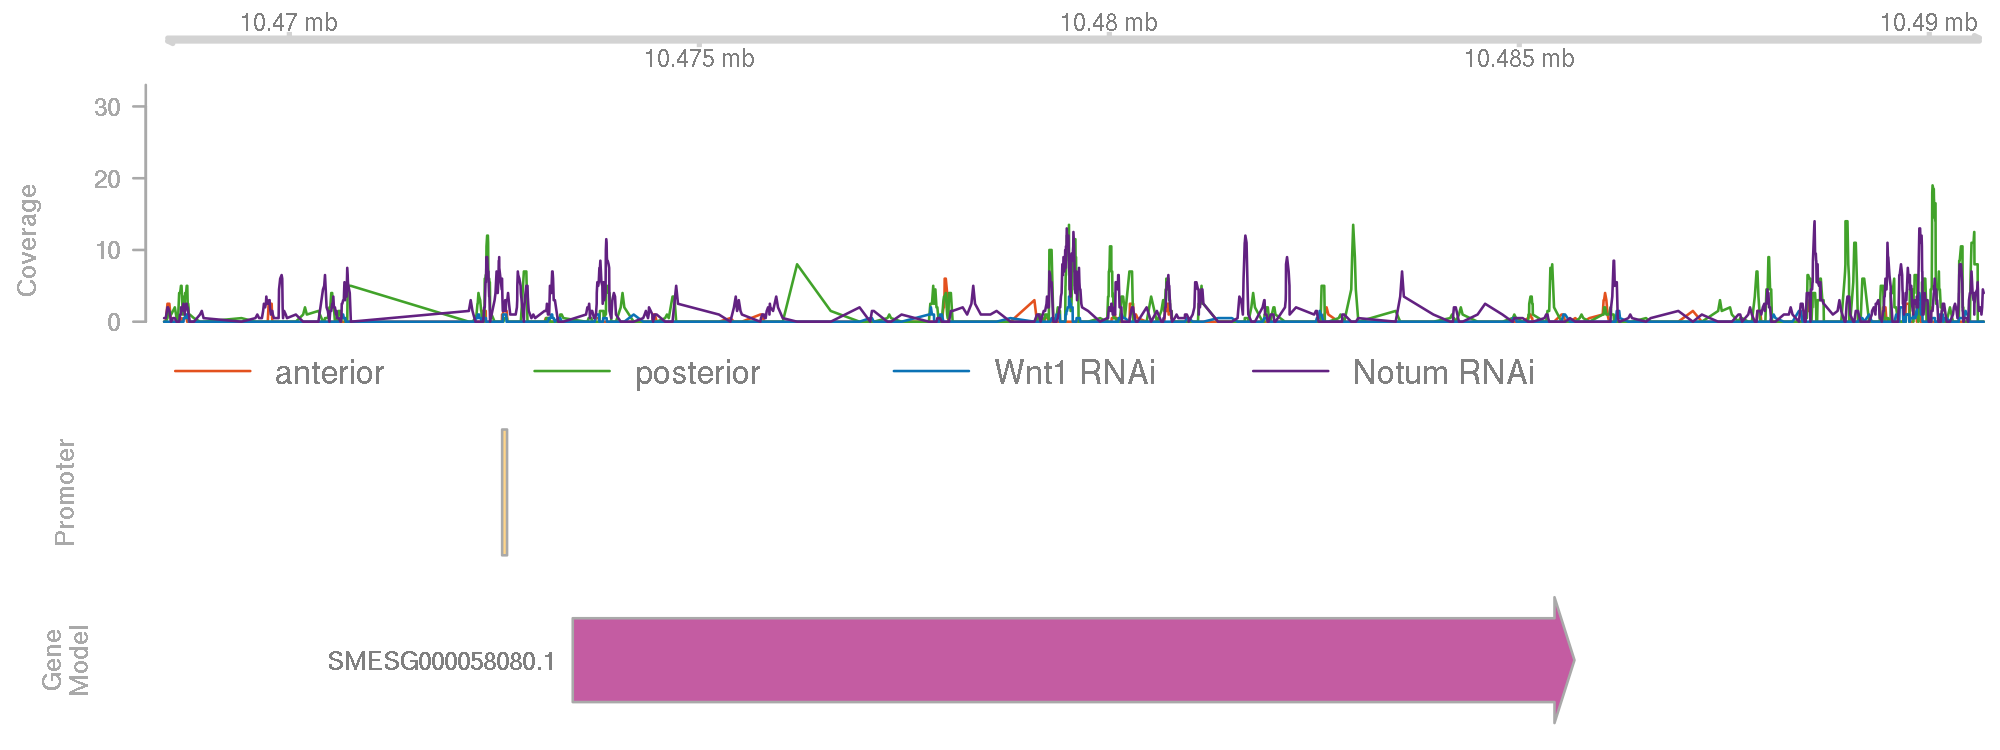 10.47 mb 10.48 mb 10.49 mb
10.475 mb 10.485 mb
30
20
10
0
Coverage
anterior posterior Wnt1 RNAi Notum RNAi
Promoter
Gene
Model
SMESG000058080.1